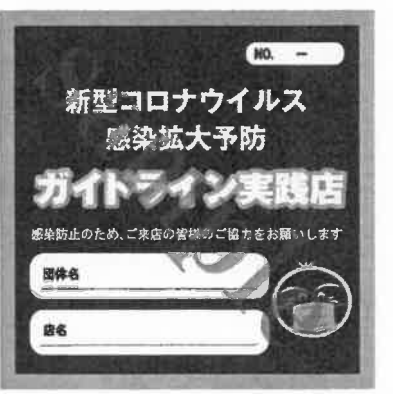 NO. －
新型コロナウイルス
感染拡大予防
ガイドライン実践店
感染防止のため、ご来店の皆様のご協力をお願いします
団体名
店名